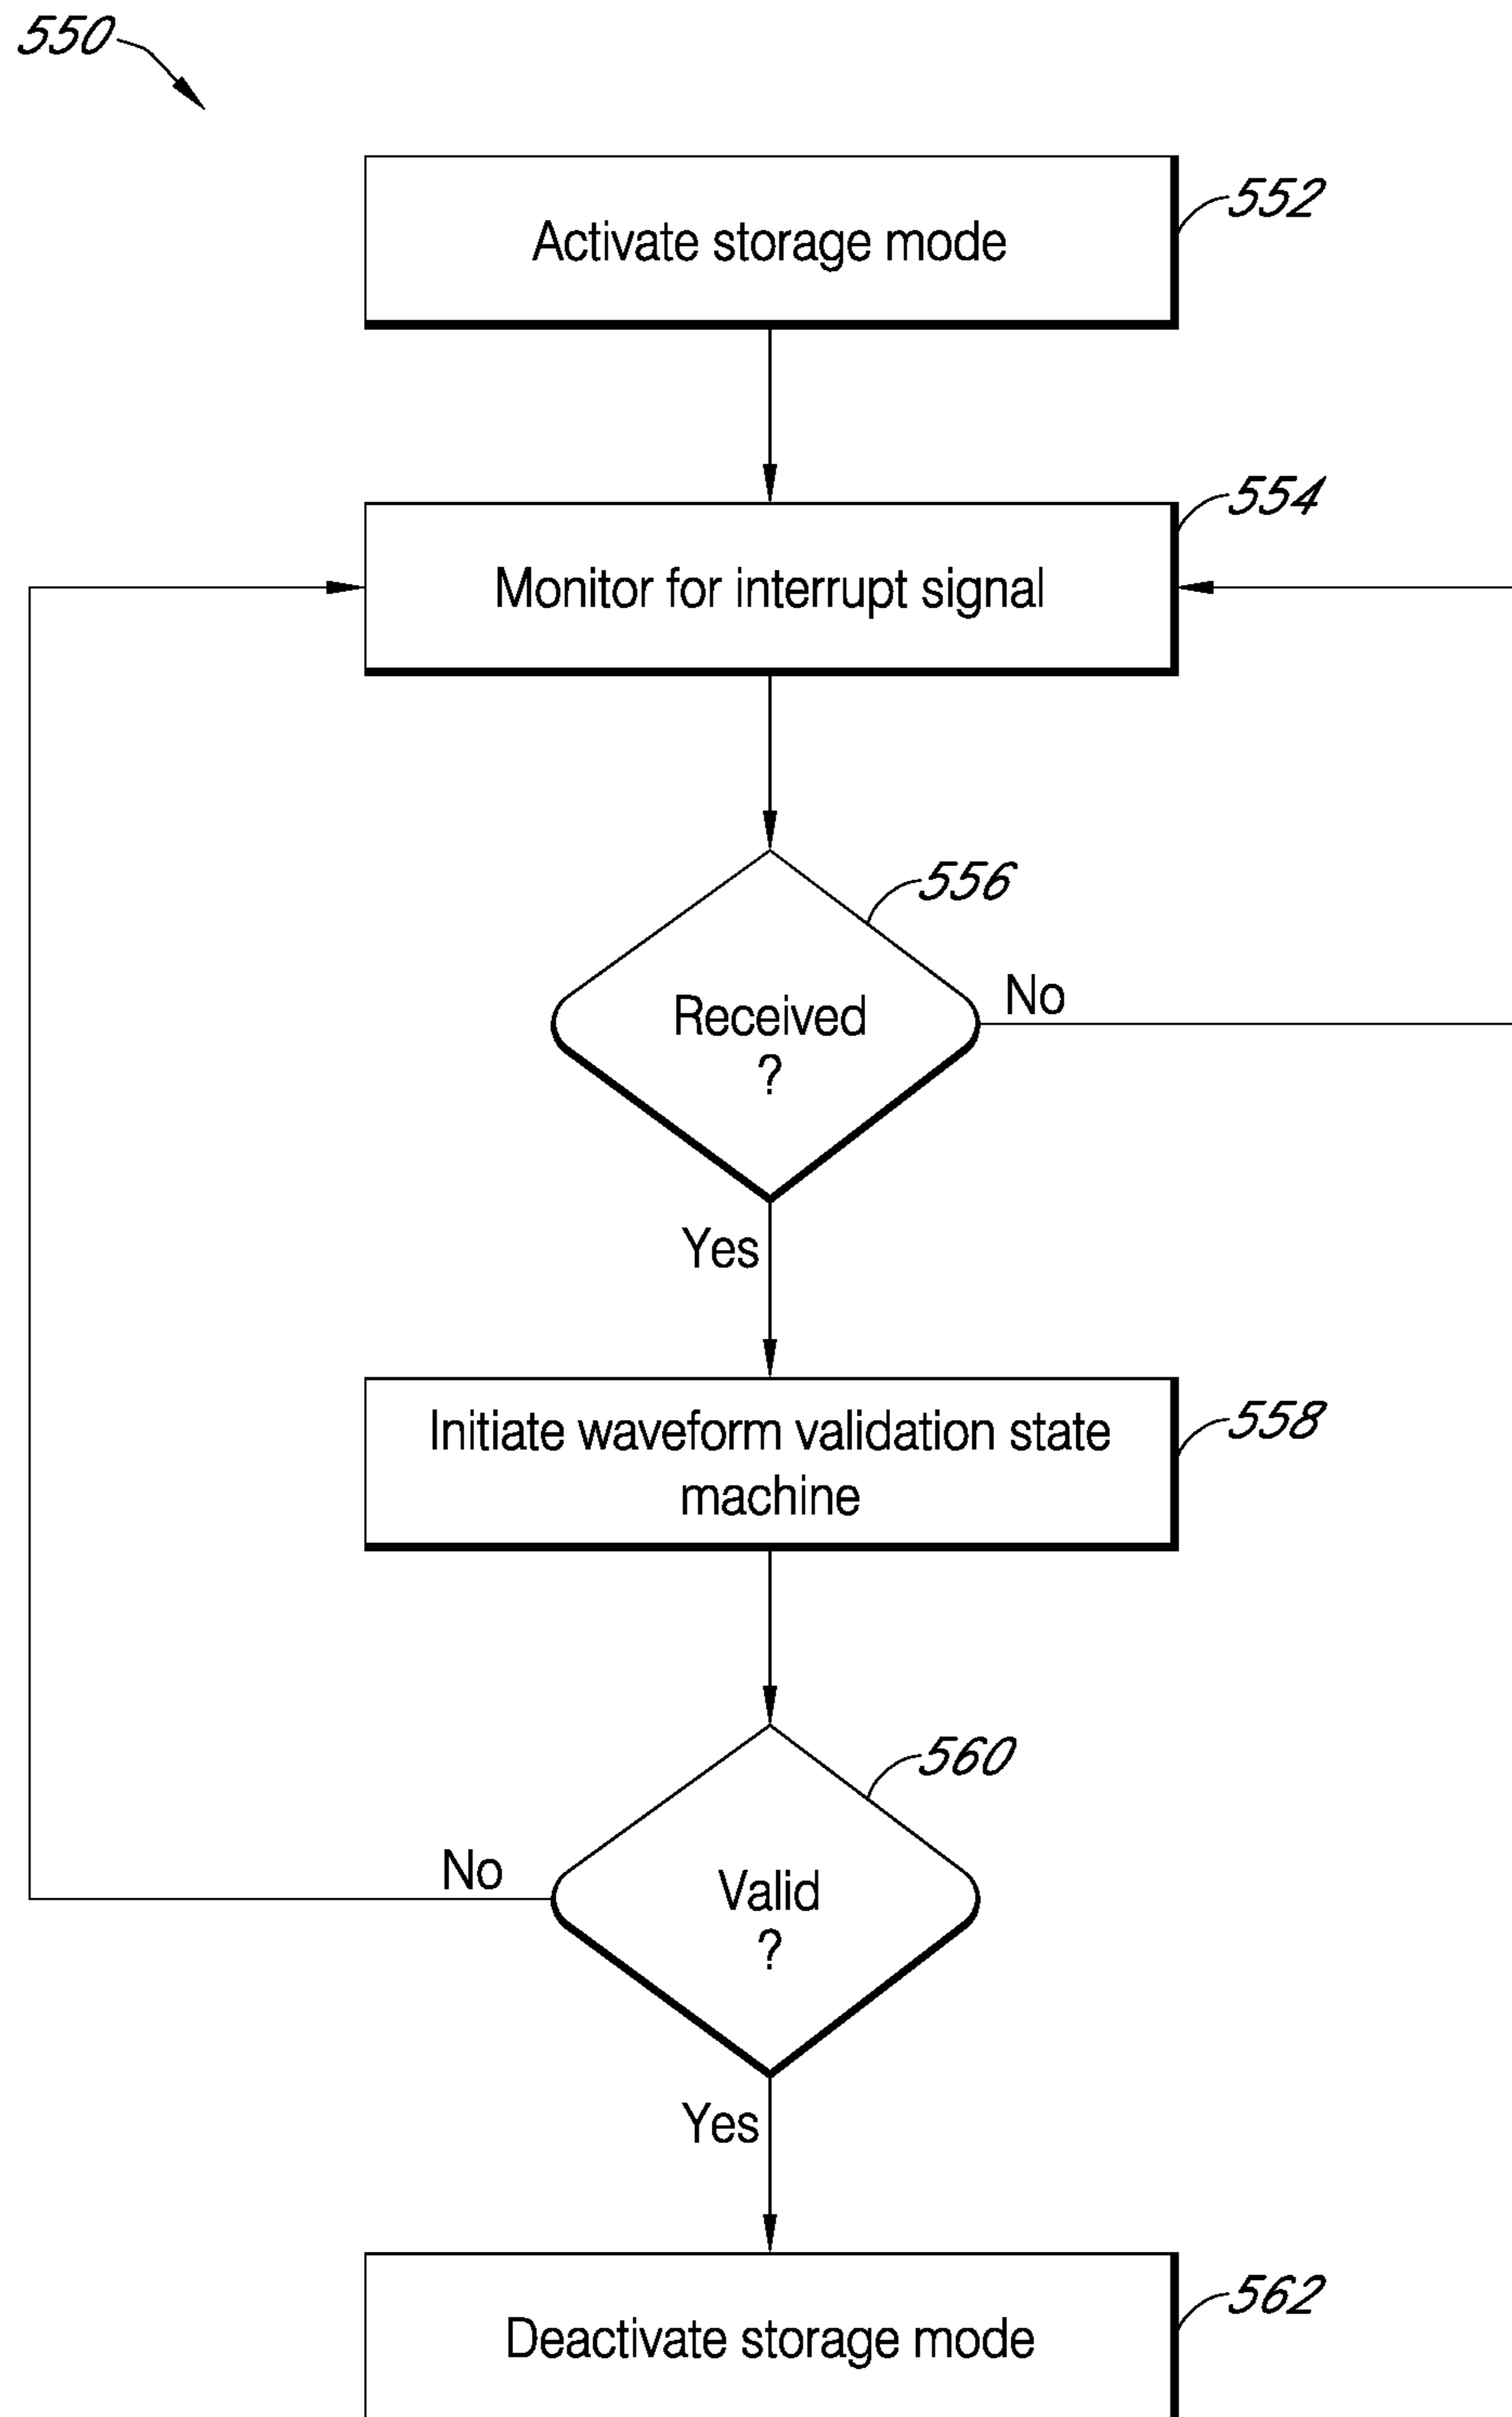 550
Activate storage mode
552
Monitor for interrupt signal
554
556
Received
?
No
Yes
Initiate waveform validation state
machine
558
560
Valid
?
No
Yes
Deactivate storage mode
562